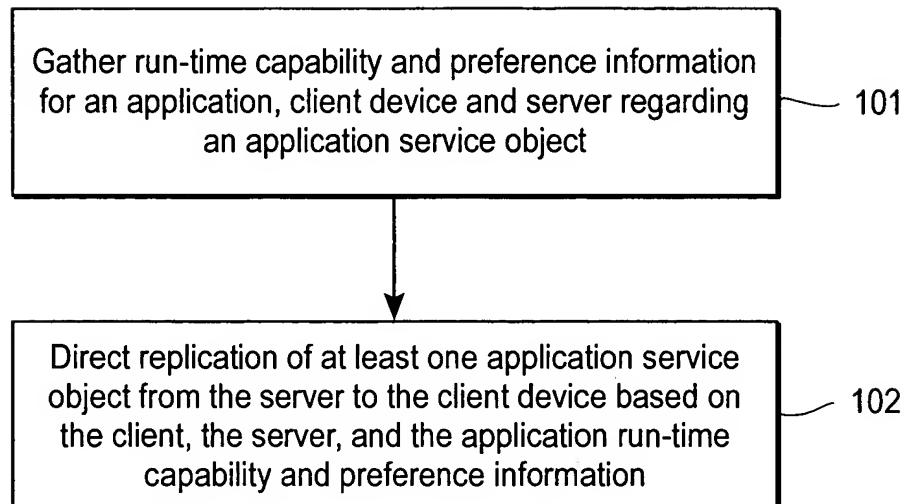 Gather run-time capability and preference information
for an application, client device and server regarding
an application service object
101
Direct replication of at least one application service
object from the server to the client device based on
the client, the server, and the application run-time
capability and preference information
102